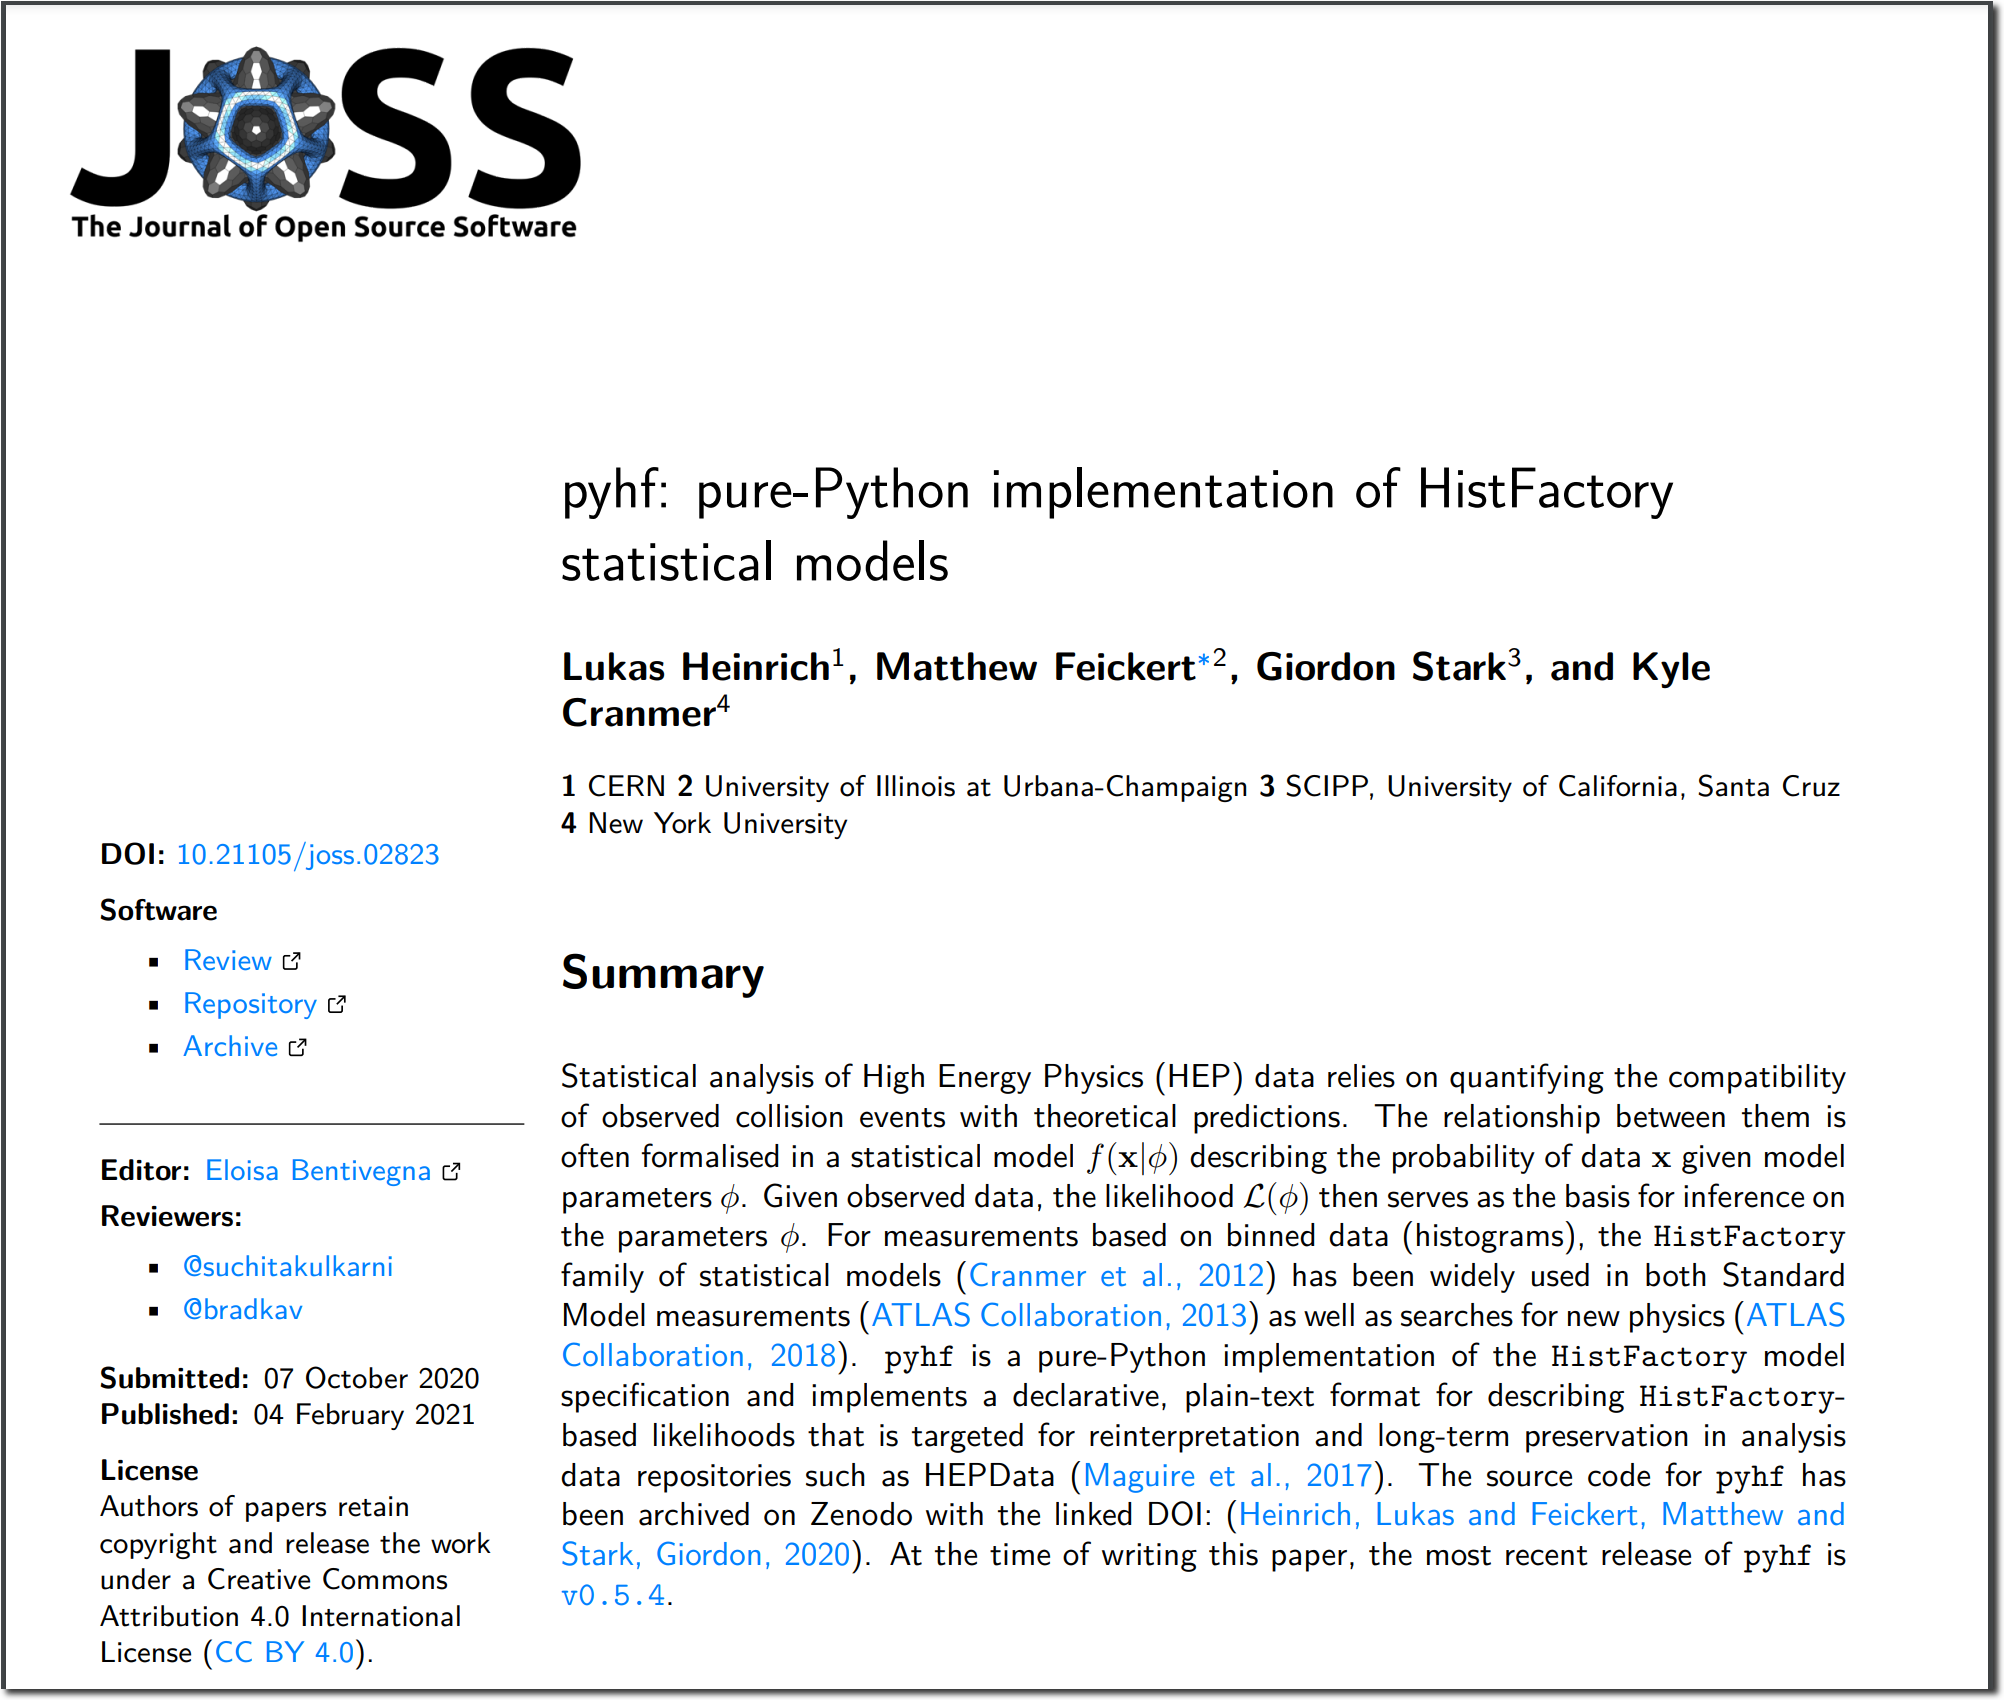 JOSS
The Journal of Open Source Software
pyhf: pure-Python implementation of HistFactory
statistical models
Lukas Heinrich1, Matthew Feickert*2, Giordon Stark3, and Kyle
Cranmer4
1 CERN 2 University of Illinois at Urbana-Champaign 3 SCIPP, University of California, Santa Cruz
4 New York University
DOI: 10.21105/joss.02823
Software
▪ Review
▪ Repository
▪ Archive
Editor: Eloisa Bentivegna
Reviewers:
▪ @suchitakulkarni
▪ @bradkav
Submitted: 07 October 2020
Published: 04 February 2021
License
Authors of papers retain
copyright and release the work
under a Creative Commons
Attribution 4.0 International
License (CC BY 4.0).
Summary
Statistical analysis of High Energy Physics (HEP) data relies on quantifying the compatibility
of observed collision events with theoretical predictions. The relationship between them is
often formalised in a statistical model f(x|ϕ) describing the probability of data x given model
parameters ϕ. Given observed data, the likelihood ℒ(ϕ) then serves as the basis for inference on
the parameters ϕ. For measurements based on binned data (histograms), the HistFactory
family of statistical models (Cranmer et al., 2012) has been widely used in both Standard
Model measurements (ATLAS Collaboration, 2013) as well as searches for new physics (ATLAS
Collaboration, 2018). pyhf is a pure-Python implementation of the HistFactory model
specification and implements a declarative, plain-text format for describing HistFactory-
based likelihoods that is targeted for reinterpretation and long-term preservation in analysis
data repositories such as HEPData (Maguire et al., 2017). The source code for pyhf has
been archived on Zenodo with the linked DOI: (Heinrich, Lukas and Feickert, Matthew and
Stark, Giordon, 2020). At the time of writing this paper, the most recent release of pyhf is
v0.5.4.